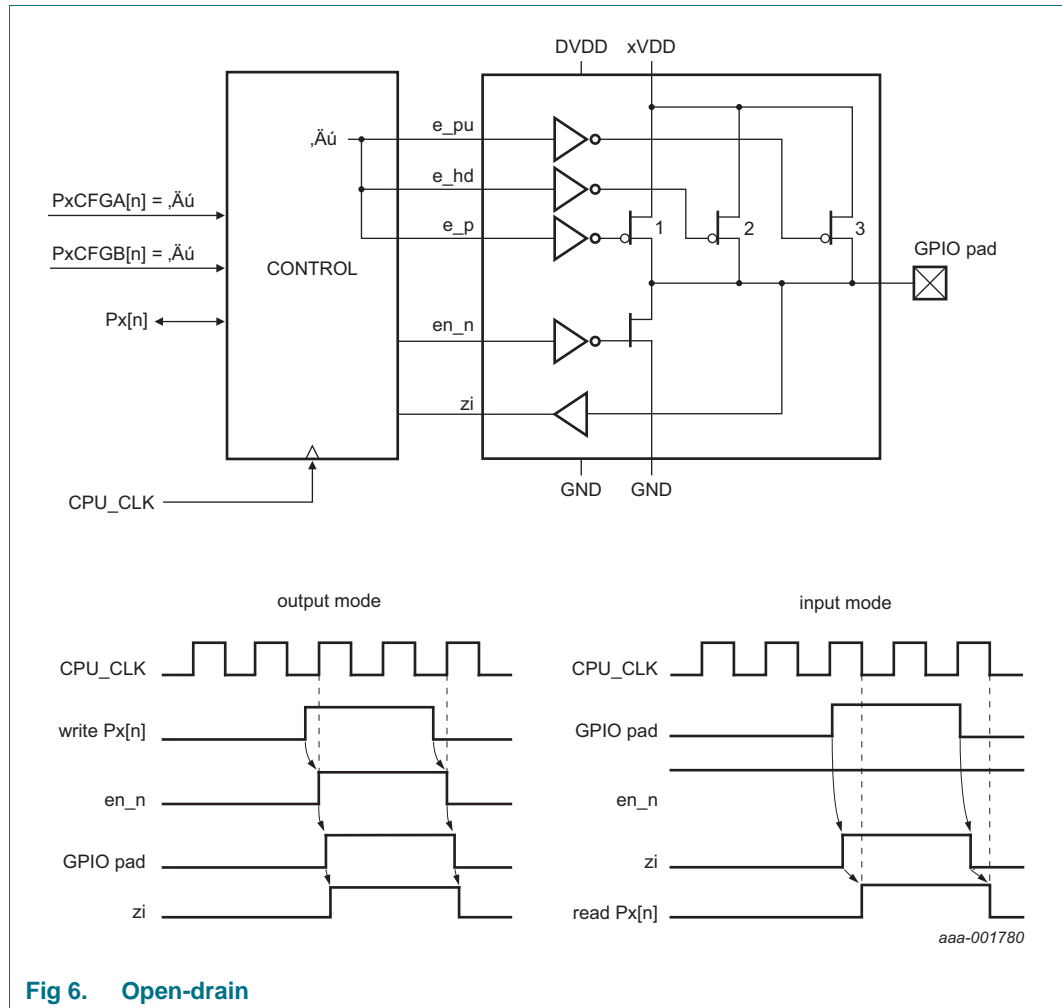 DVDD xVDD
e_pu
‚Äú
e_hd
PxCFGA[n] = ‚Äú
e_p
1 2 3
GPIO pad
PxCFGB[n] = ‚Äú
CONTROL
Px[n]
en_n
zi
GND GND
CPU_CLK
output mode
CPU_CLK
write Px[n]
en_n
GPIO pad
zi
input mode
CPU_CLK
GPIO pad
en_n
zi
read Px[n]
aaa-001780
Fig 6. Open-drain